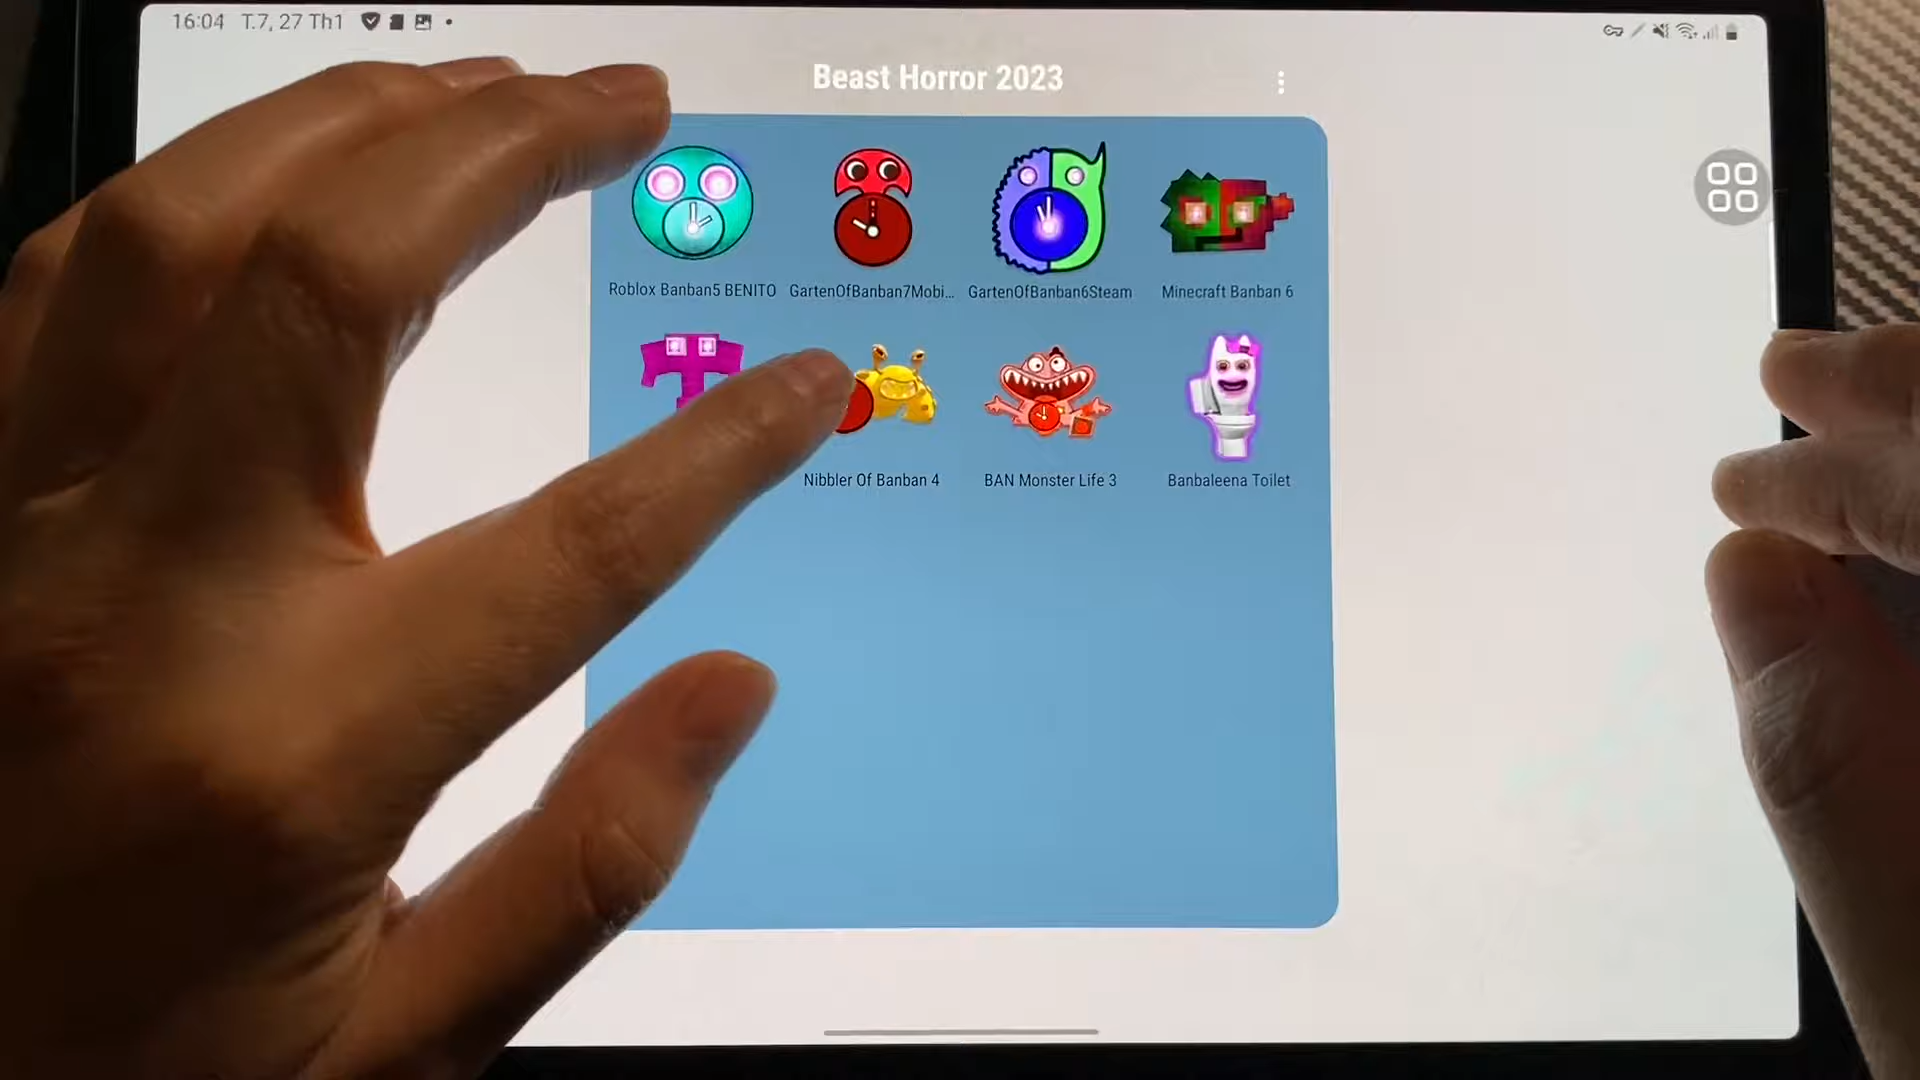 16:04 T.7, 27 Th1
Beast Horror 2023
Roblox Banban5 BENITO
GartenOfBanban7Mobi...
GartenOfBanban6Steam
Minecraft Banban 6
Nibbler Of Banban 4
BAN Monster Life 3
Banbaleena Toilet